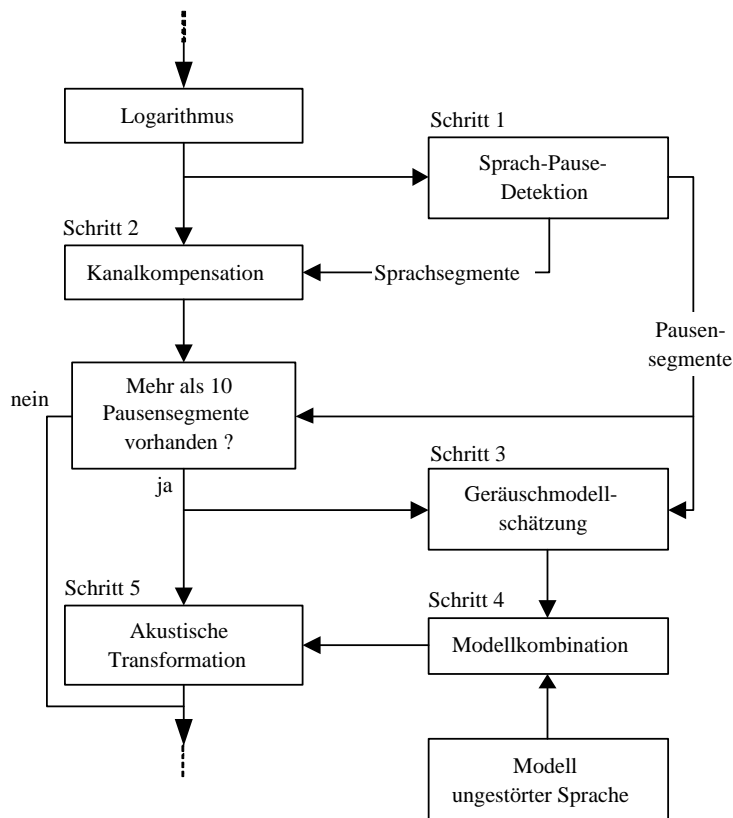 Logarithmus
Schritt 1
Sprach-Pause-
Detektion
Schritt 2
Kanalkompensation
Sprachsegmente
Pausen-
segmente
Mehr als 10
Pausensegmente
vorhanden ?
nein
ja
Schritt 3
Geräuschmodell-
schätzung
Schritt 5
Akustische
Transformation
Schritt 4
Modellkombination
Modell
ungestörter Sprache